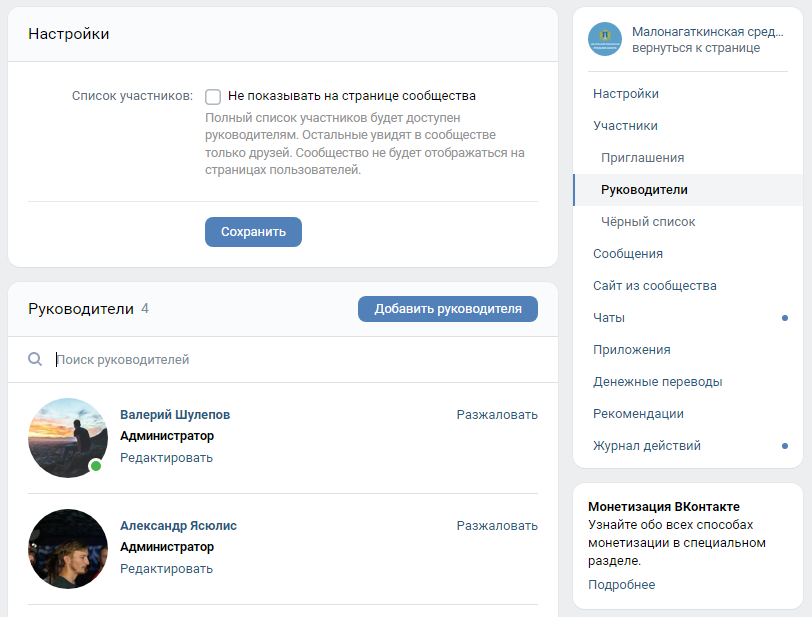 Настройки
Список участников:
Не показывать на странице сообщества
Полный список участников будет доступен
руководителям. Остальные увидят в сообществе
только друзей. Сообщество не будет отображаться на
страницах пользователей.
Сохранить
Руководители 4
Добавить руководителя
Поиск руководителей
Валерий Шулепов
Разжаловать
Администратор
Редактировать
Александр Ясюлис
Разжаловать
Администратор
Редактировать
Малонагаткинская сред...
вернуться к странице
Настройки
Участники
Приглашения
Руководители
Чёрный список
Сообщения
Сайт из сообщества
Чаты
Приложения
Денежные переводы
Рекомендации
Журнал действий
Монетизация ВКонтакте
Узнайте обо всех способах
монетизации в специальном
разделе.
Подробнее